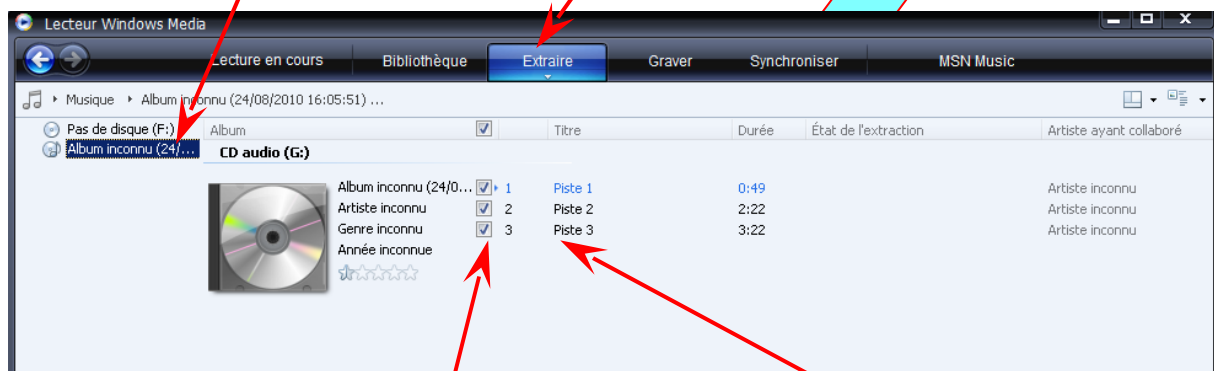 Lecteur Windows Media
Lecture en cours Bibliothèque Extraire Graver Synchroniser MSN Music
Musique Album inconnu (24/08/2010 16:05:51) ...
Pas de disque (F:) Album Titre Durée État de l'extraction Artiste ayant collaboré
Album inconnu (24/... CD audio (G:)
Album inconnu (24/0... 1 Piste 1 0:49 Artiste inconnu
Artiste inconnu 2 Piste 2 2:22 Artiste inconnu
Genre inconnu 3 Piste 3 3:22 Artiste inconnu
Année inconnue